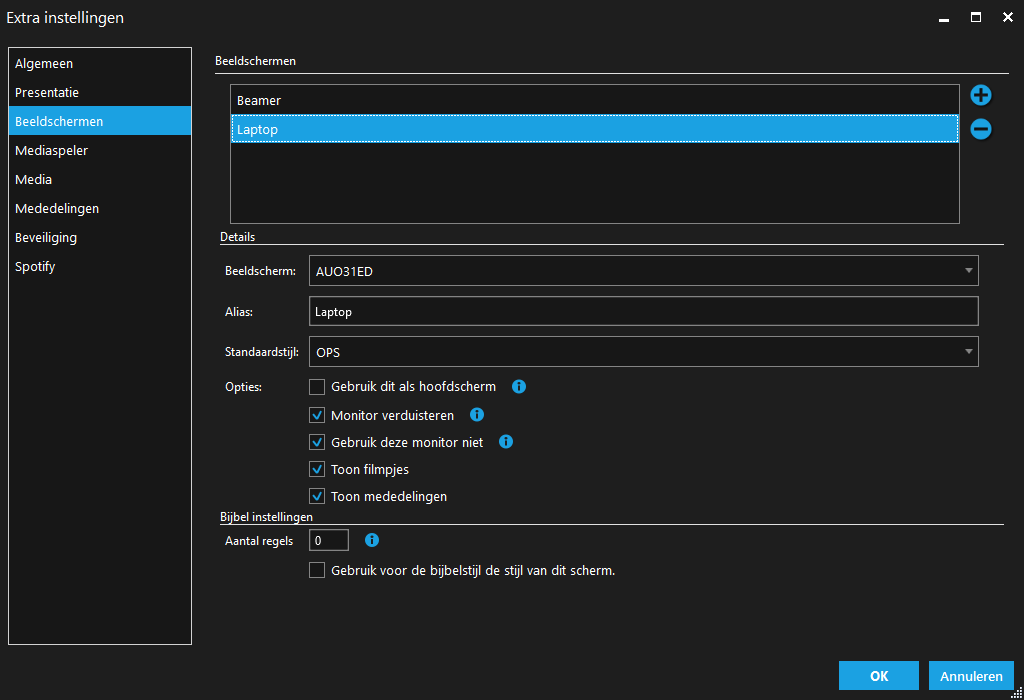 Extra instellingen
Algemeen
Presentatie
Beeldschermen
Mediaspeler
Media
Mededelingen
Beveiliging
Spotify
Beeldschermen
Beamer
Laptop
Details
Beeldscherm: AUO31ED
Alias: Laptop
Standaardstijl: OPS
Opties: Gebruik dit als hoofdscherm
Monitor verduisteren
Gebruik deze monitor niet
Toon filmpjes
Toon mededelingen
Bijbel instellingen
Aantal regels 0
Gebruik voor de bijbelstijl de stijl van dit scherm.
OK Annuleren